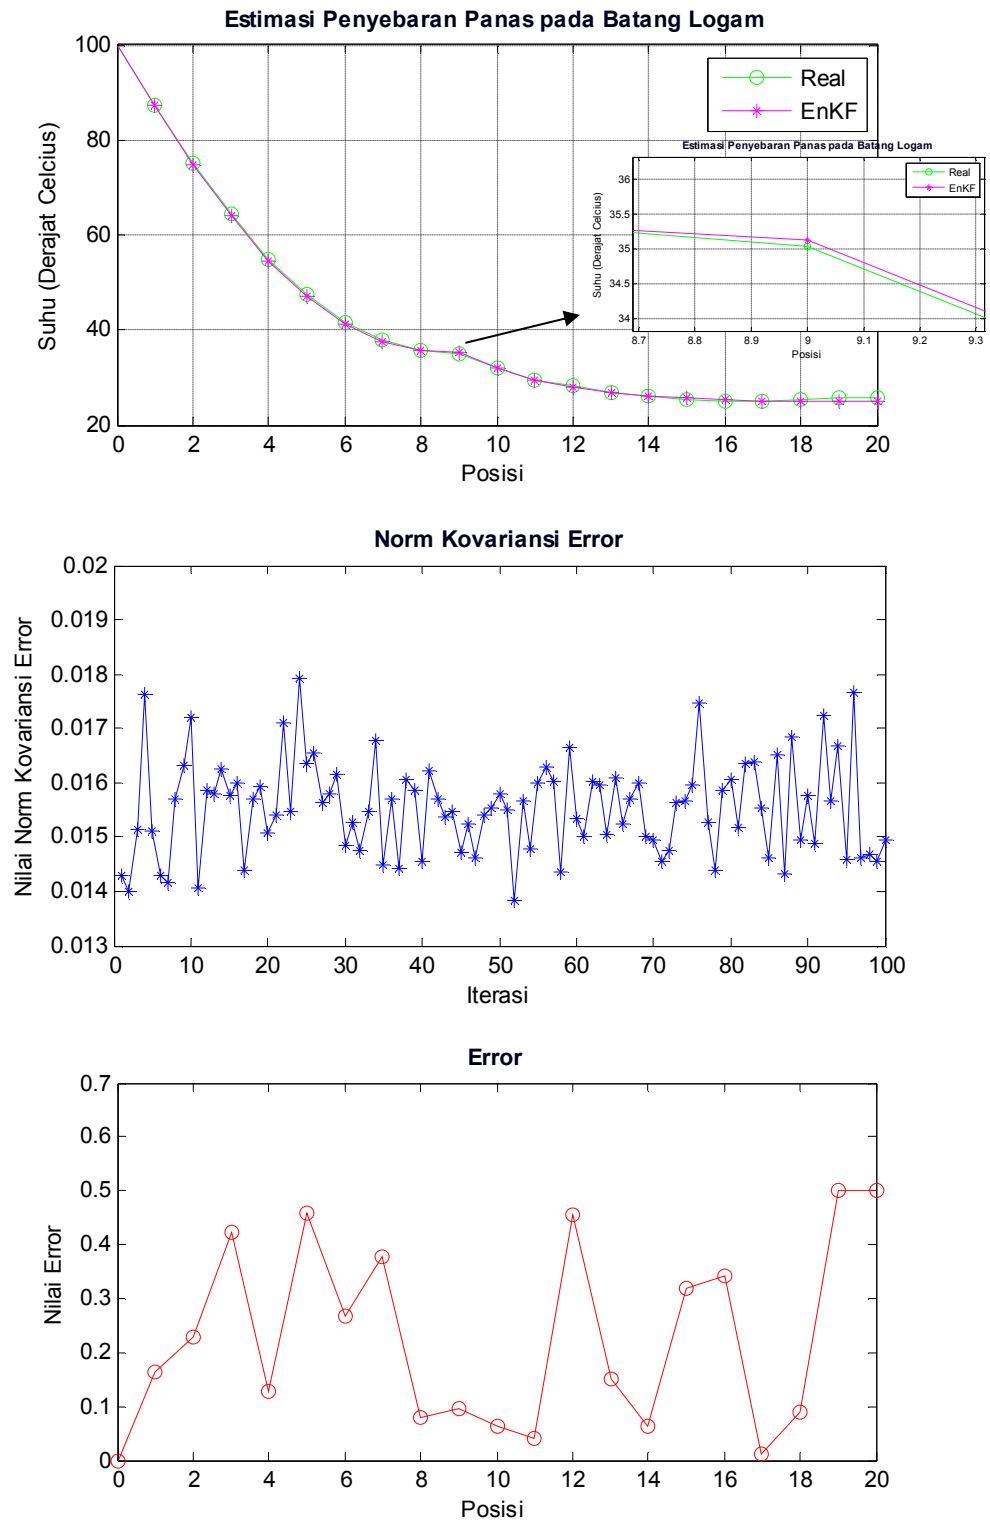 Estimasi Penyebaran Panas pada Batang Logam
100
80
60
40
20
Suhu (Derajat Celcius)
0 2 4 6 8 10 12 14 16 18 20
Posisi
Real
EnKF
Estimasi Penyebaran Panas pada Batang Logam
36
35.5
35
34.5
34
Suhu (Derajat Celcius)
8.7 8.8 8.9 9 9.1 9.2 9.3
Posisi
Real
EnKF
Norm Kovariansi Error
0.02
0.019
0.018
0.017
0.016
0.015
0.014
0.013
Nilai Norm Kovariansi Error
0 10 20 30 40 50 60 70 80 90 100
Iterasi
Error
0.7
0.6
0.5
0.4
0.3
0.2
0.1
0
Nilai Error
0 2 4 6 8 10 12 14 16 18 20
Posisi